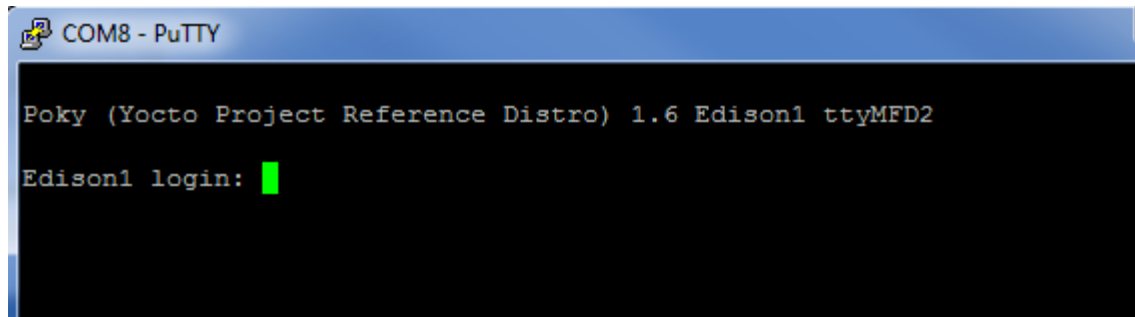 COM8 - PuTTY
Poky (Yocto Project Reference Distro) 1.6 Edison1 ttyMFD2
Edison1 login: